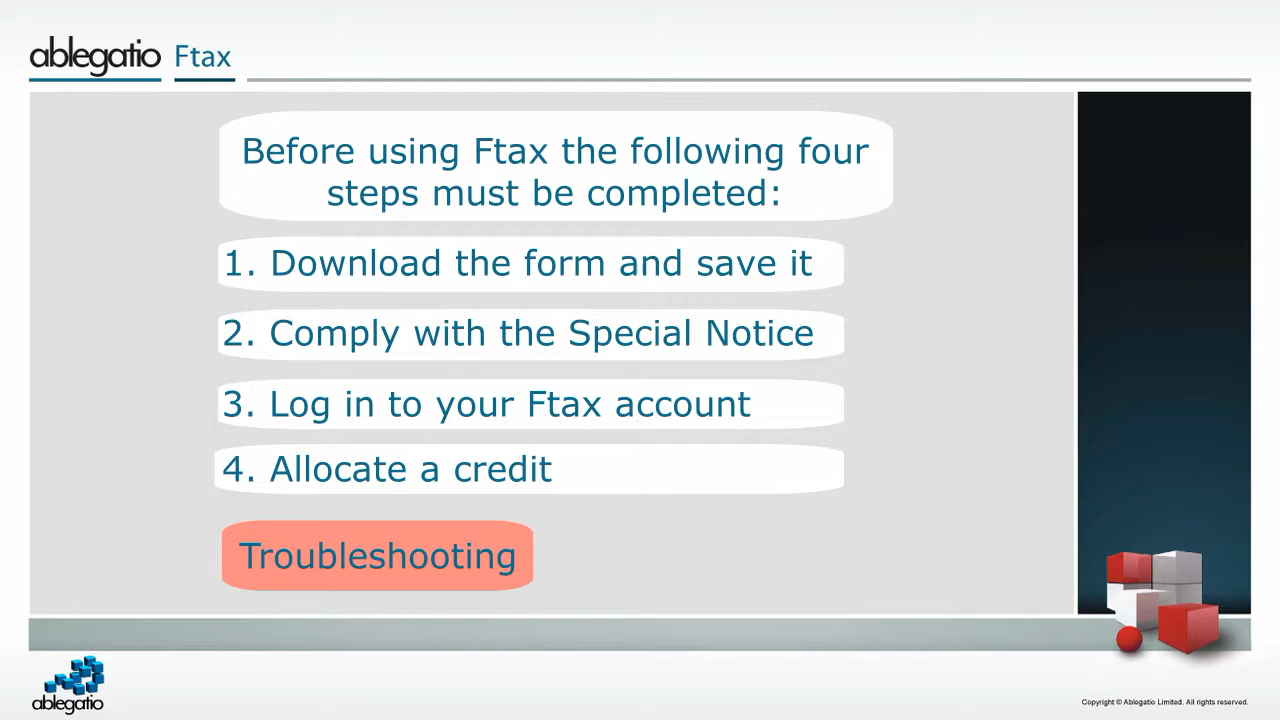 ablegatio Ftax
Before using Ftax the following four
steps must be completed:
1. Download the form and save it
2. Comply with the Special Notice
3. Log in to your Ftax account
4. Allocate a credit
Troubleshooting
ablegatio
Copyright © Ablegatio Limited. All rights reserved.